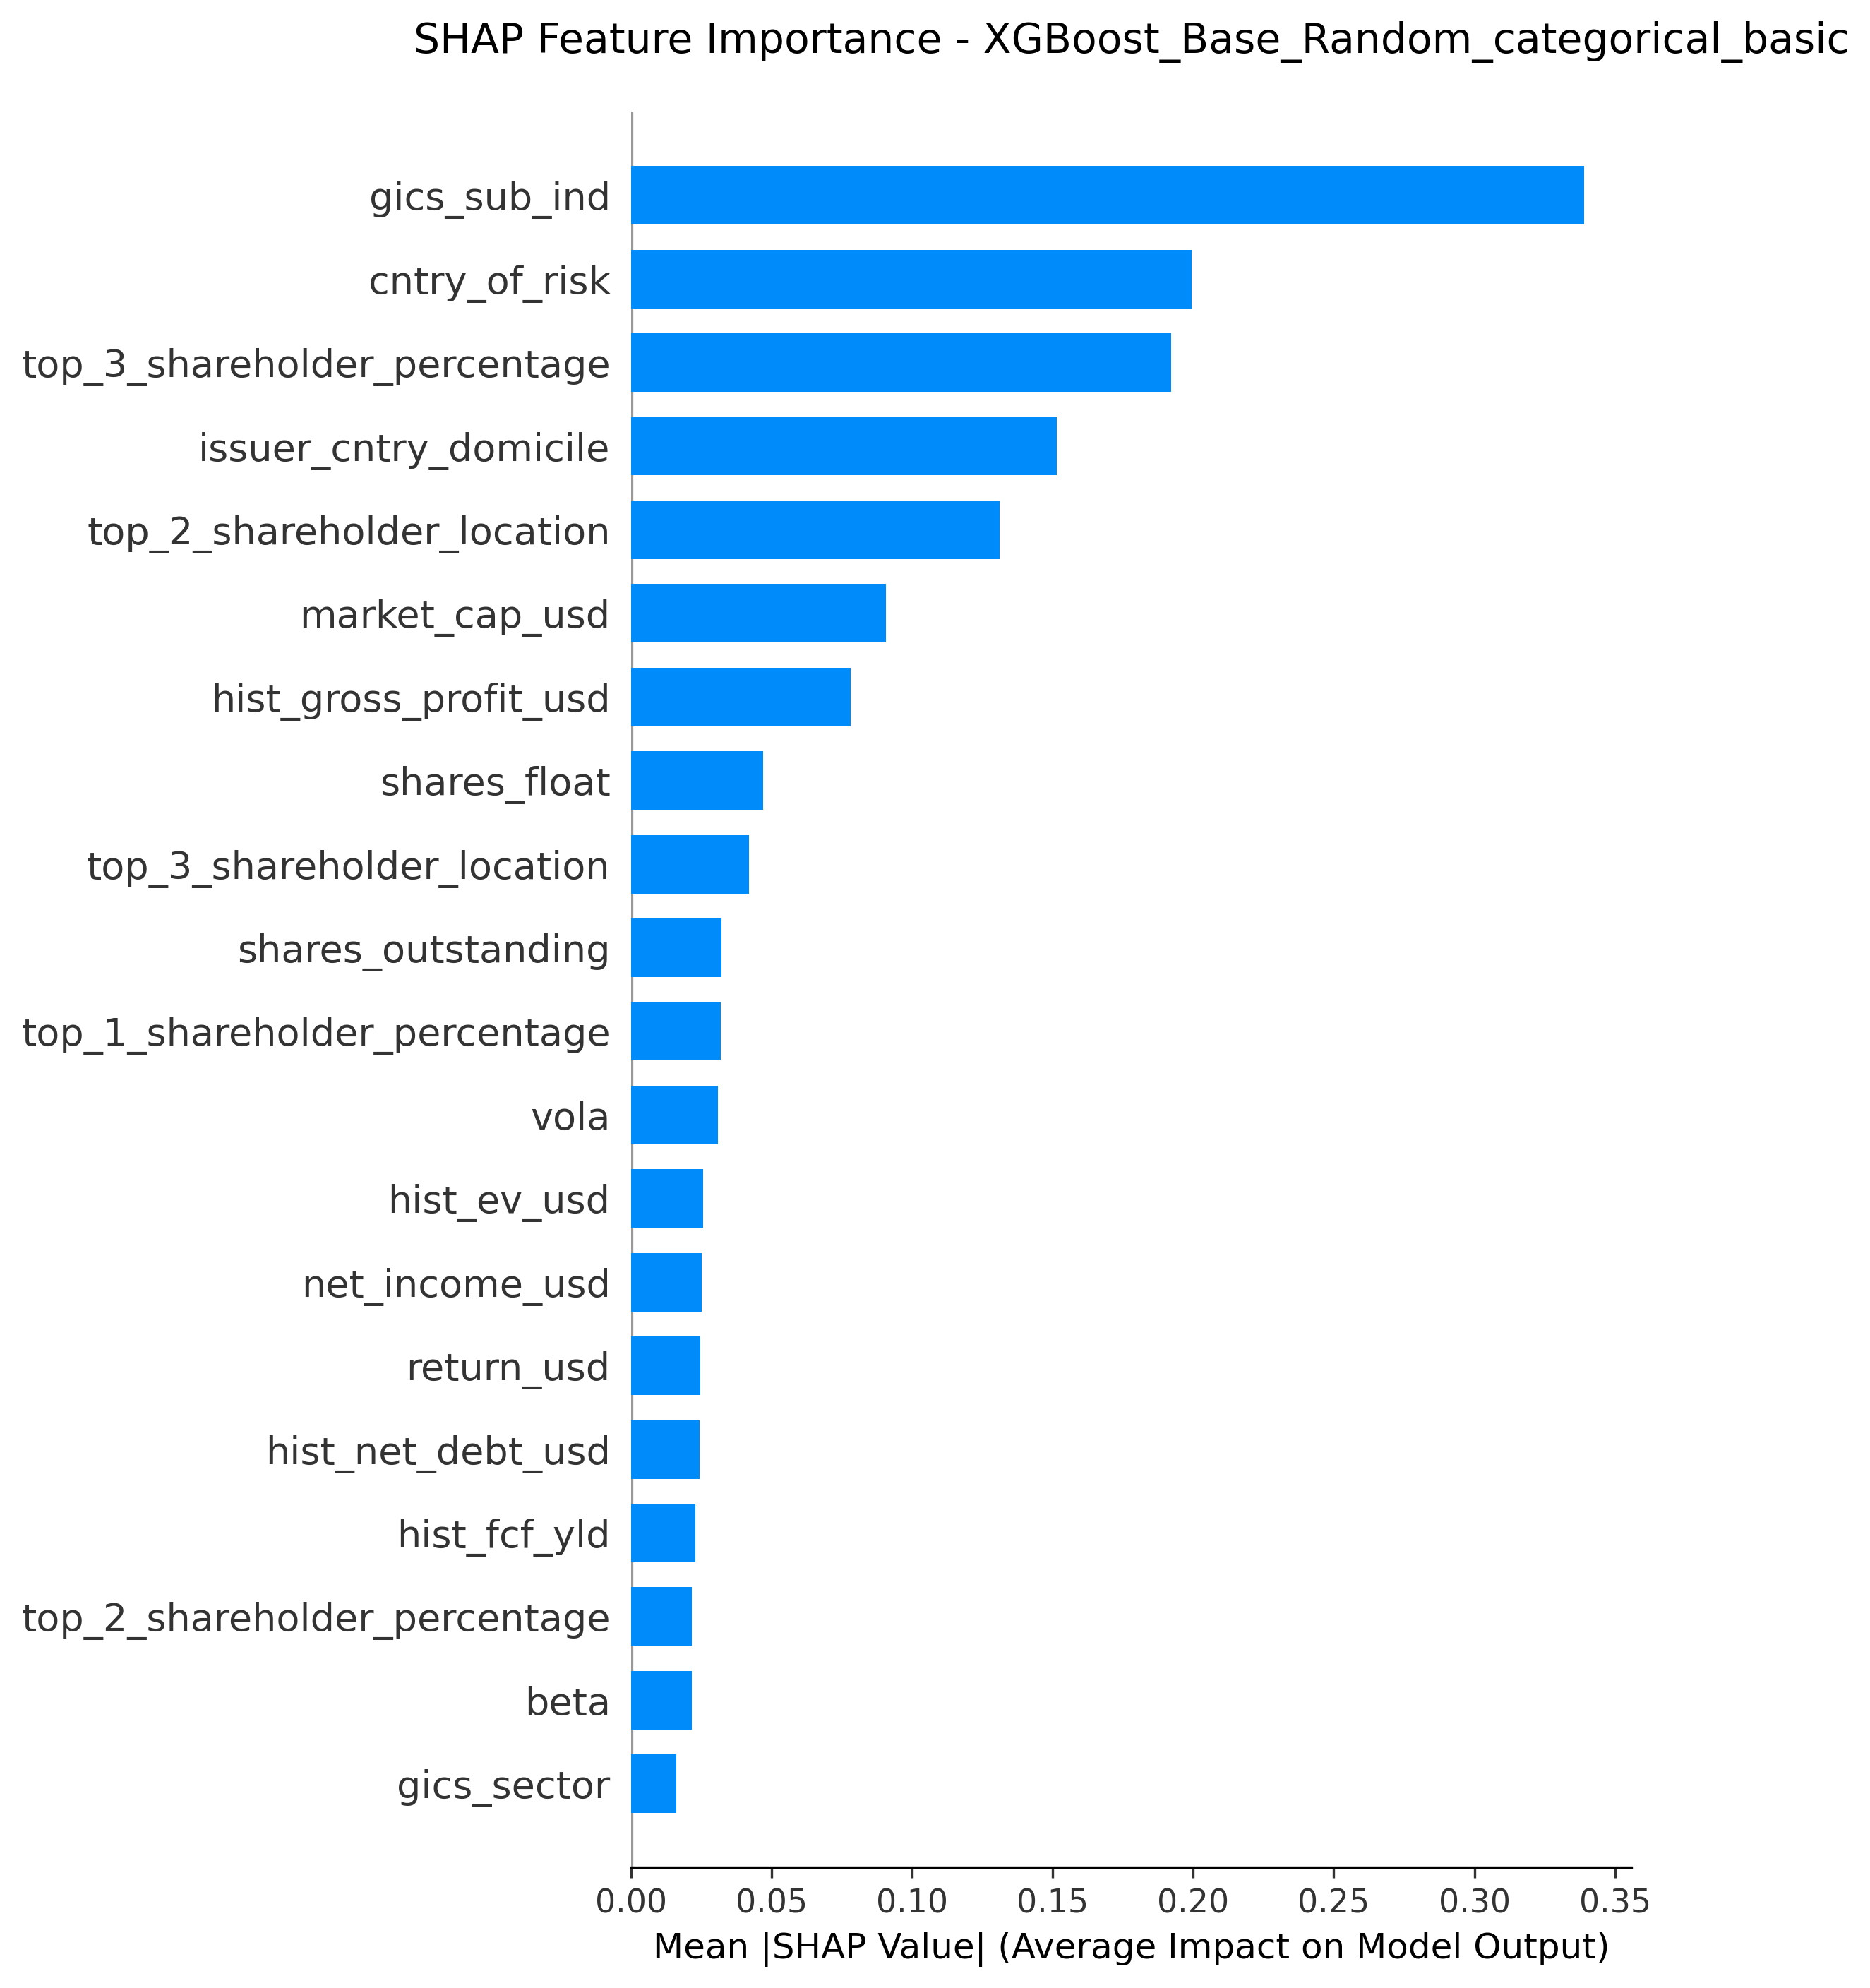 SHAP Feature Importance - XGBoost_Base_Random_categorical_basic
gics_sub_ind
cntry_of_risk
top_3_shareholder_percentage
issuer_cntry_domicile
top_2_shareholder_location
market_cap_usd
hist_gross_profit_usd
shares_float
top_3_shareholder_location
shares_outstanding
top_1_shareholder_percentage
vola
hist_ev_usd
net_income_usd
return_usd
hist_net_debt_usd
hist_fcf_yld
top_2_shareholder_percentage
beta
gics_sector
0.00 0.05 0.10 0.15 0.20 0.25 0.30 0.35
Mean |SHAP Value| (Average Impact on Model Output)